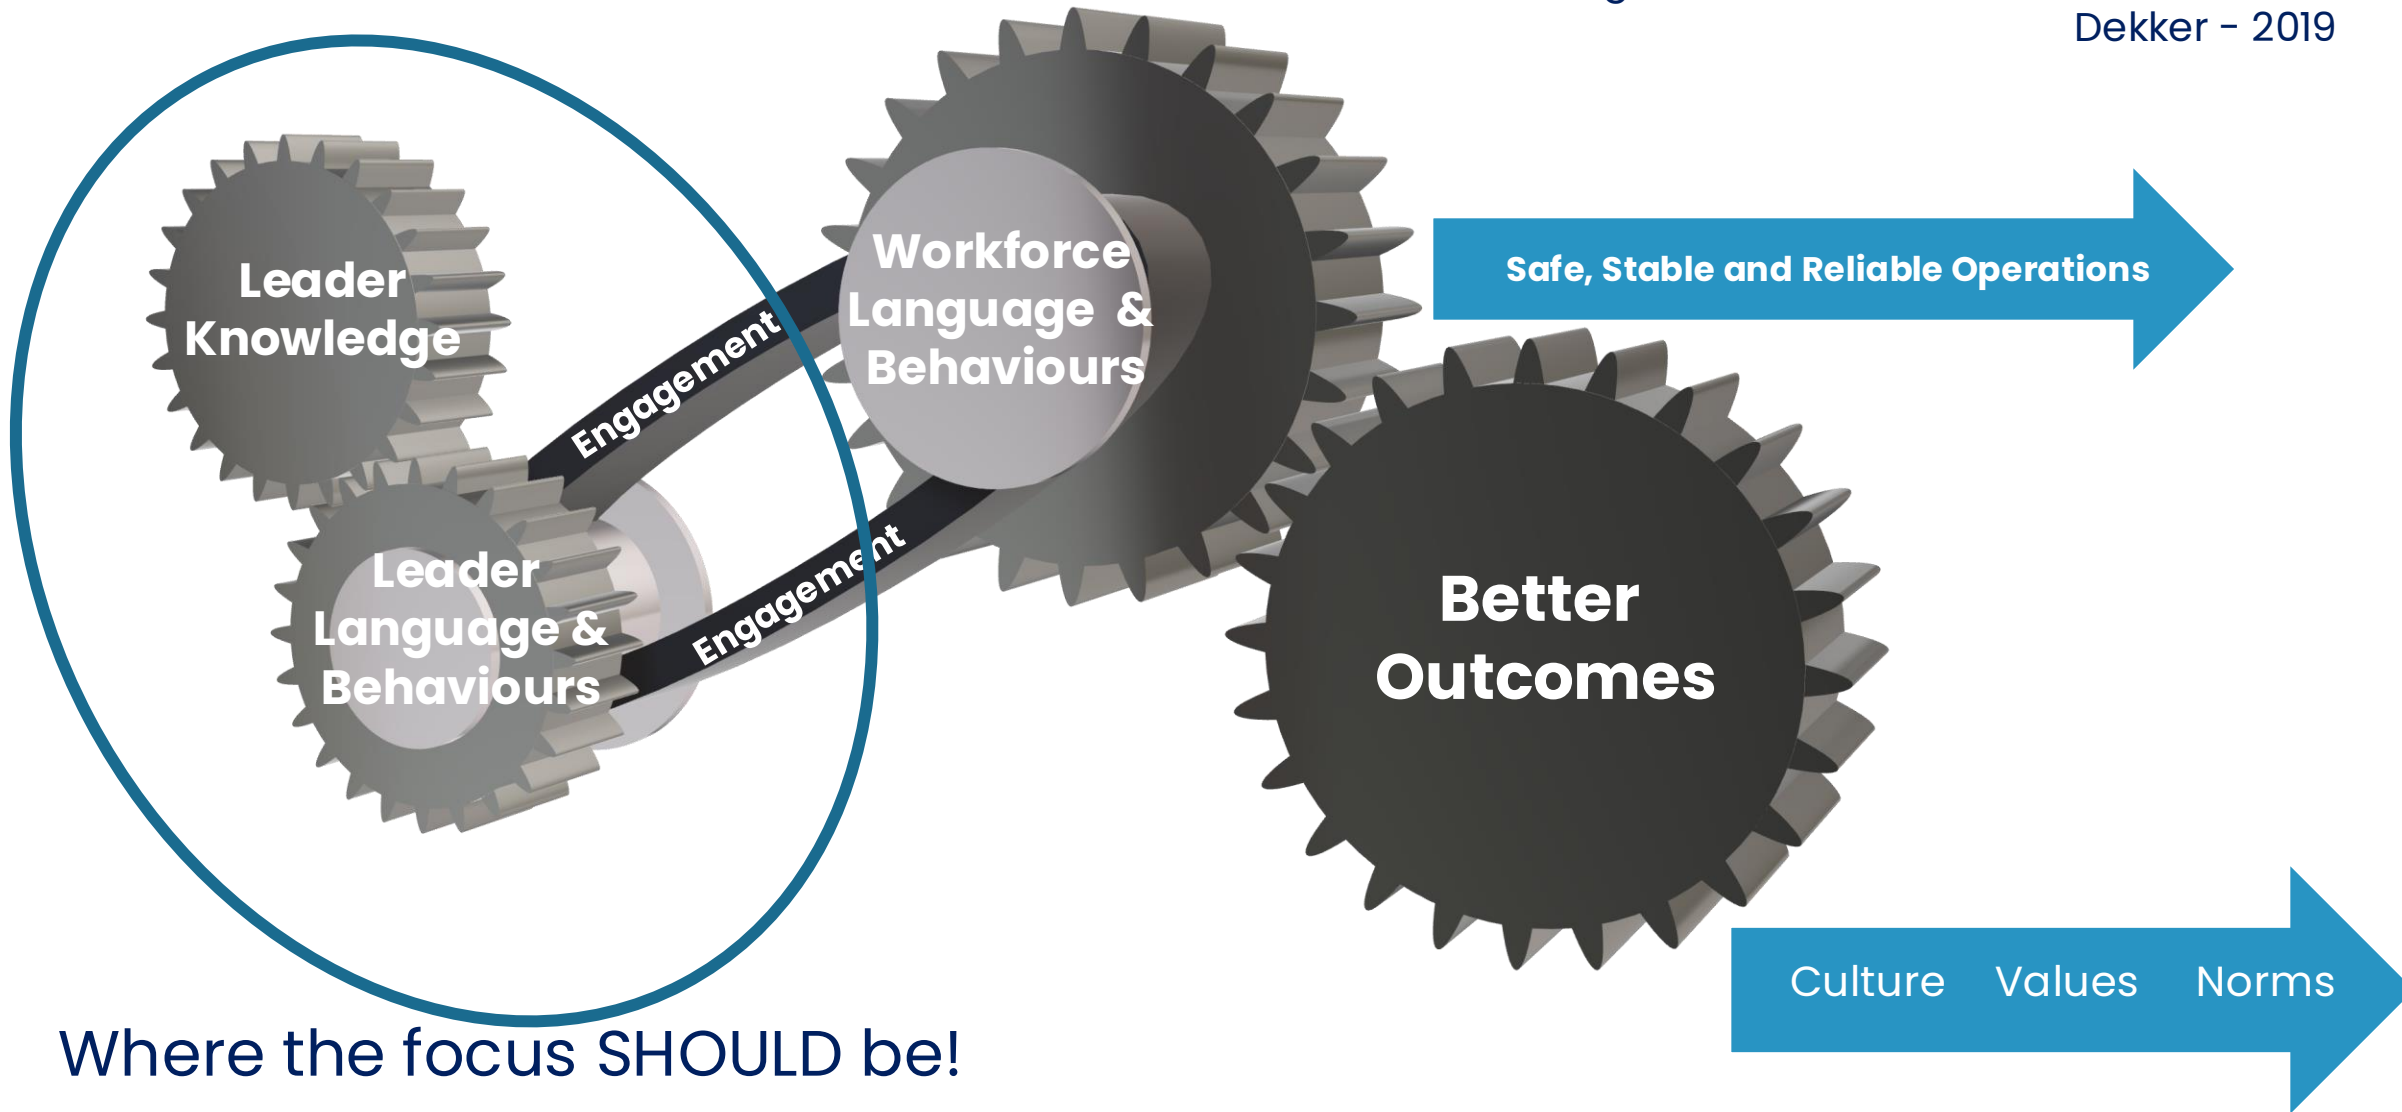 Dekker - 2019
Leader
Knowledge
Engagement
Workforce
Language &
Behaviours
Safe, Stable and Reliable Operations
Leader
Language &
Behaviours
Engagement
Better
Outcomes
Culture Values Norms
Where the focus SHOULD be!